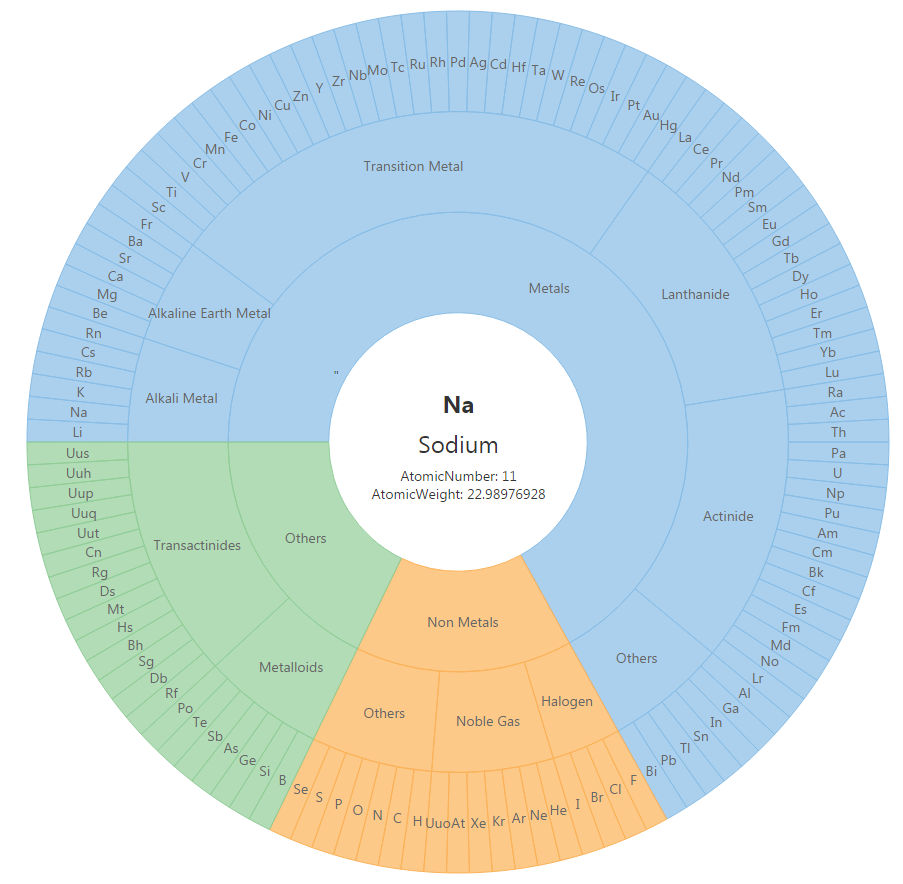 Na
Sodium
AtomicNumber: 11
AtomicWeight: 22.98976928
"
Metals
Transition Metal
Lanthanide
Actinide
Others
Alkaline Earth Metal
Alkali Metal
Others
Transactinides
Metalloids
Non Metals
Others
Noble Gas
Halogen
Li
Na
K
Rb
Cs
Rn
Be
Mg
Ca
Sr
Ba
Fr
Sc
Ti
V
Cr
Mn
Fe
Co
Ni
Cu
Zn
Y
Zr
Nb
Mo
Tc
Ru
Rh
Pd
Ag
Cd
Hf
Ta
W
Re
Os
Ir
Pt
Au
Hg
La
Ce
Pr
Nd
Pm
Sm
Eu
Gd
Tb
Dy
Ho
Er
Tm
Yb
Lu
Ra
Ac
Th
Pa
U
Np
Pu
Am
Cm
Bk
Cf
Es
Fm
Md
No
Lr
Al
Ga
In
Sn
Tl
Pb
Bi
F
Cl
Br
I
He
Ne
Ar
Kr
Xe
At
Uuo
H
C
N
O
P
S
Se
B
Si
Ge
As
Sb
Te
Po
Rf
Db
Sg
Bh
Hs
Mt
Ds
Rg
Cn
Uut
Uuq
Uup
Uuh
Uus